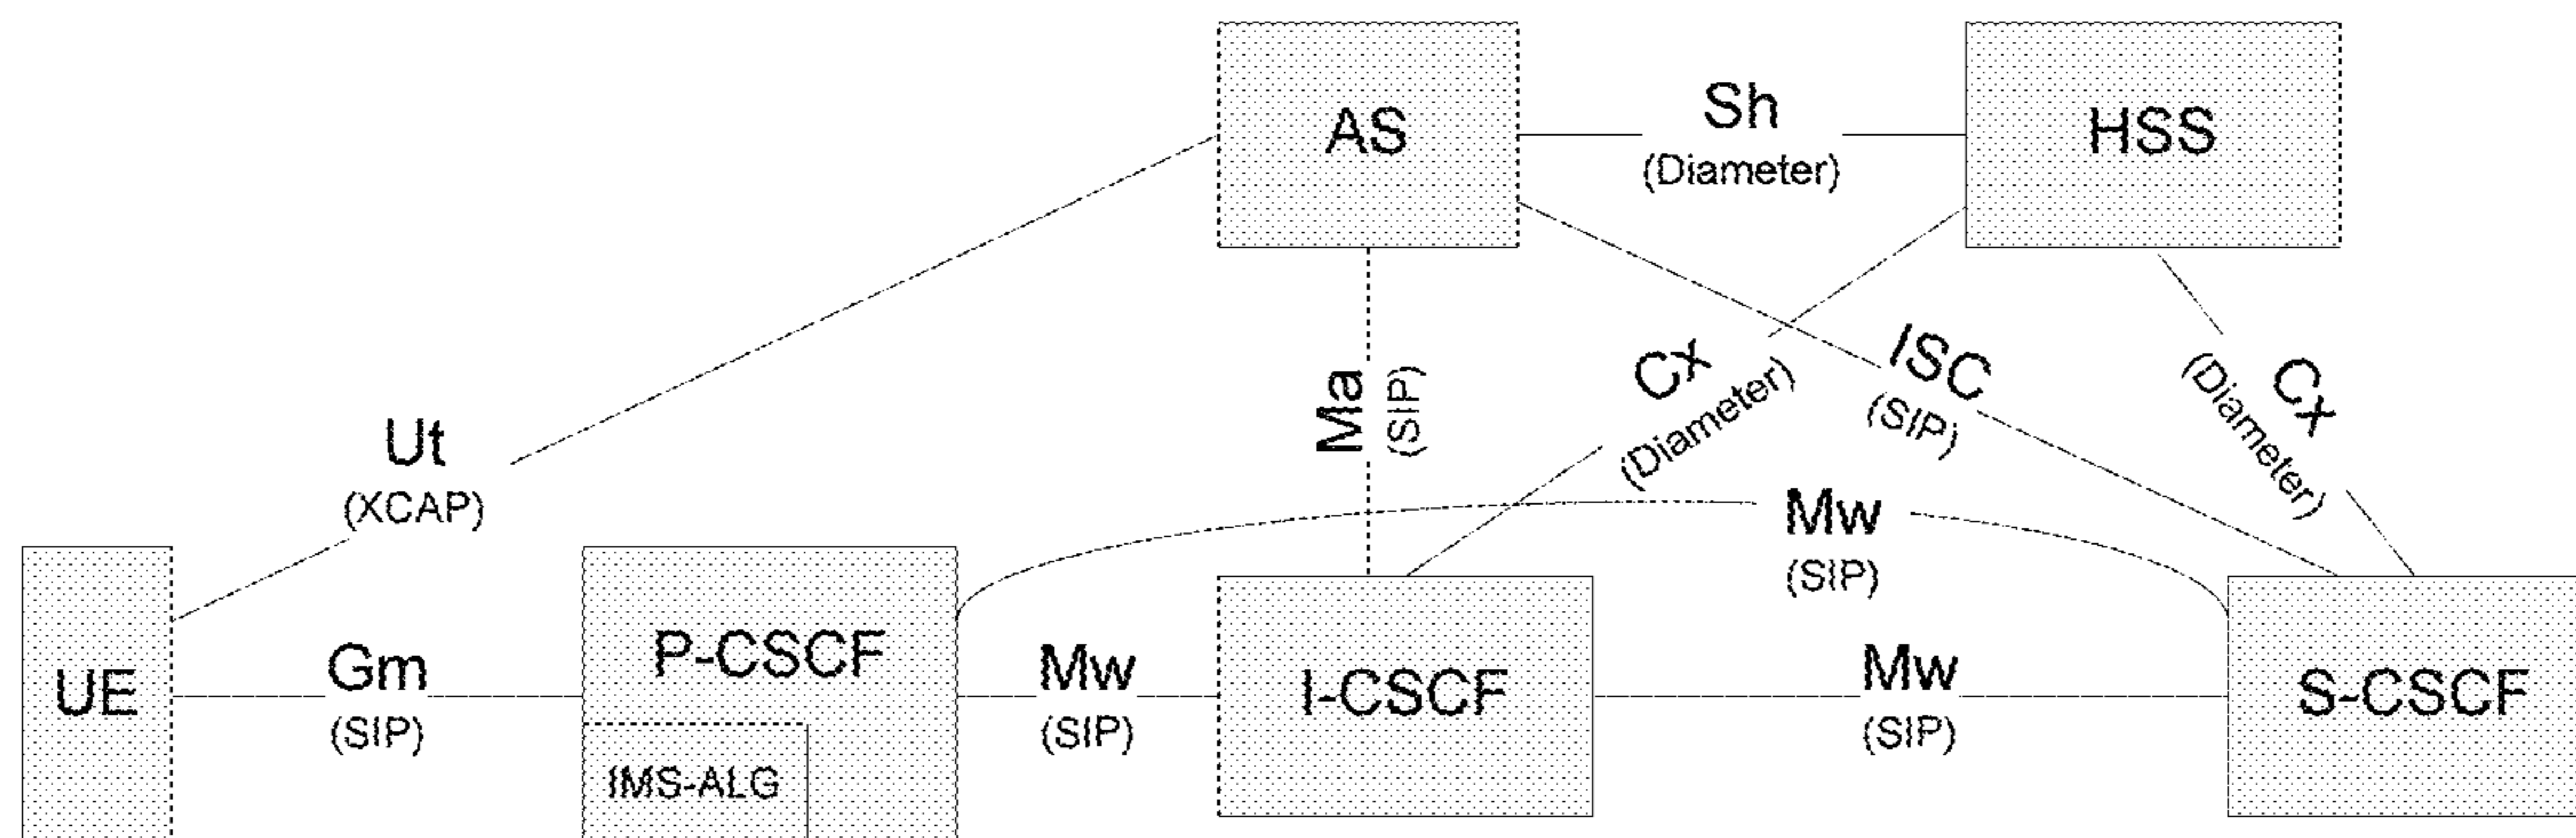 AS
Sh
(Diameter)
HSS
Ut
(XCAP)
Ma
(SIP)
Cx
(Diameter)
ISC
(SIP)
Cx
(Diameter)
Mw
(SIP)
UE
Gm
(SIP)
P-CSCF
IMS-ALG
Mw
(SIP)
I-CSCF
Mw
(SIP)
S-CSCF